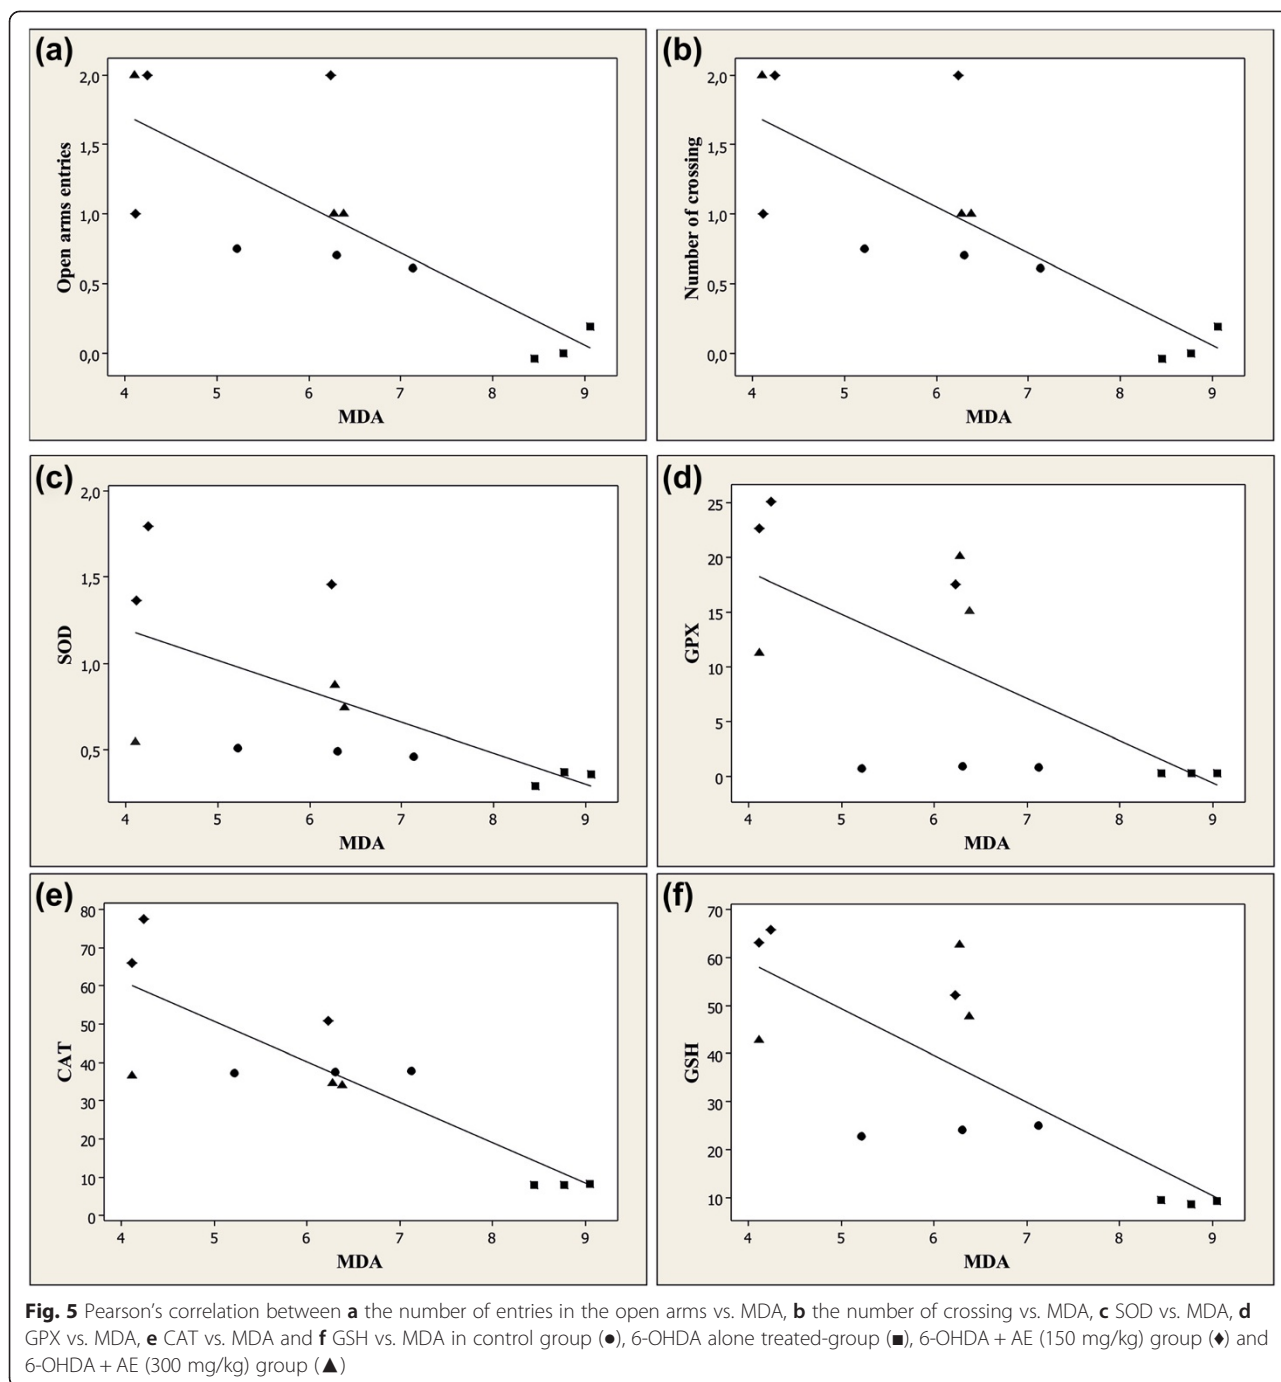 (a)
2,0
1,5
1,0
0,5
0,0
Open arms entries
4 5 6 7 8 9
MDA
(b)
2,0
1,5
1,0
0,5
0,0
Number of crossing
4 5 6 7 8 9
MDA
(c)
2,0
1,5
1,0
0,5
SOD
4 5 6 7 8 9
MDA
(d)
25
20
15
10
5
0
GPX
4 5 6 7 8 9
MDA
(e)
80
70
60
50
40
30
20
10
0
CAT
4 5 6 7 8 9
MDA
(f)
70
60
50
40
30
20
10
GSH
4 5 6 7 8 9
MDA
Fig. 5 Pearson's correlation between a the number of entries in the open arms vs. MDA, b the number of crossing vs. MDA, c SOD vs. MDA, d
GPX vs. MDA, e CAT vs. MDA and f GSH vs. MDA in control group (●), 6-OHDA alone treated-group (■), 6-OHDA + AE (150 mg/kg) group (♦) and
6-OHDA + AE (300 mg/kg) group (▲)